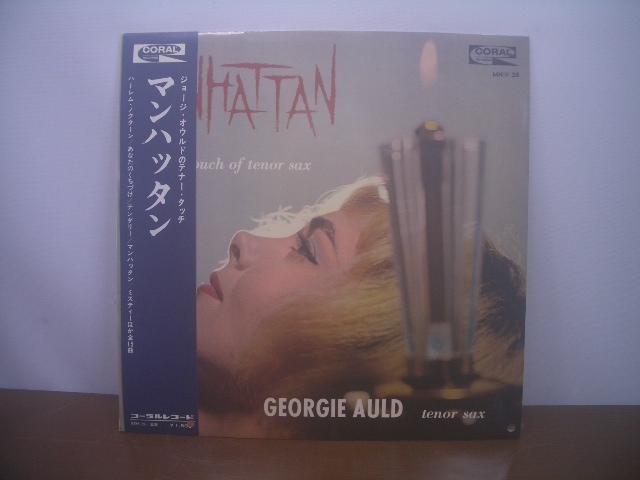 CORAL
マンハッタン
ジョージ・オウルドのテナー・タッチ
ハーレム・ノクターン/あなたのくちづけ/テンダリー/マンハッタン/ミスティーほか全12曲
コーラルレコード
NHATTAN
ouch of tenor sax
CORAL
GEORGIE AULD tenor sax